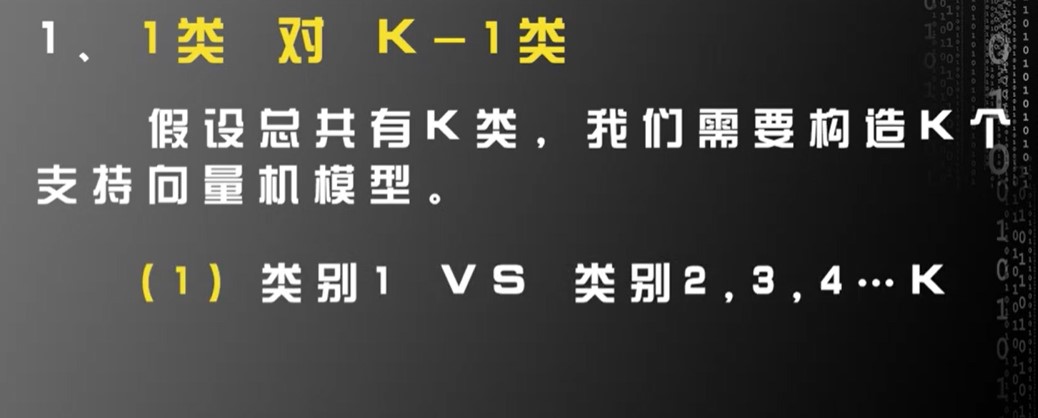 1、 1类 对 K－1类
假设总共有K类，我们需要构造K个
支持向量机模型。
（1）类别1 VS 类别2,3,4…K